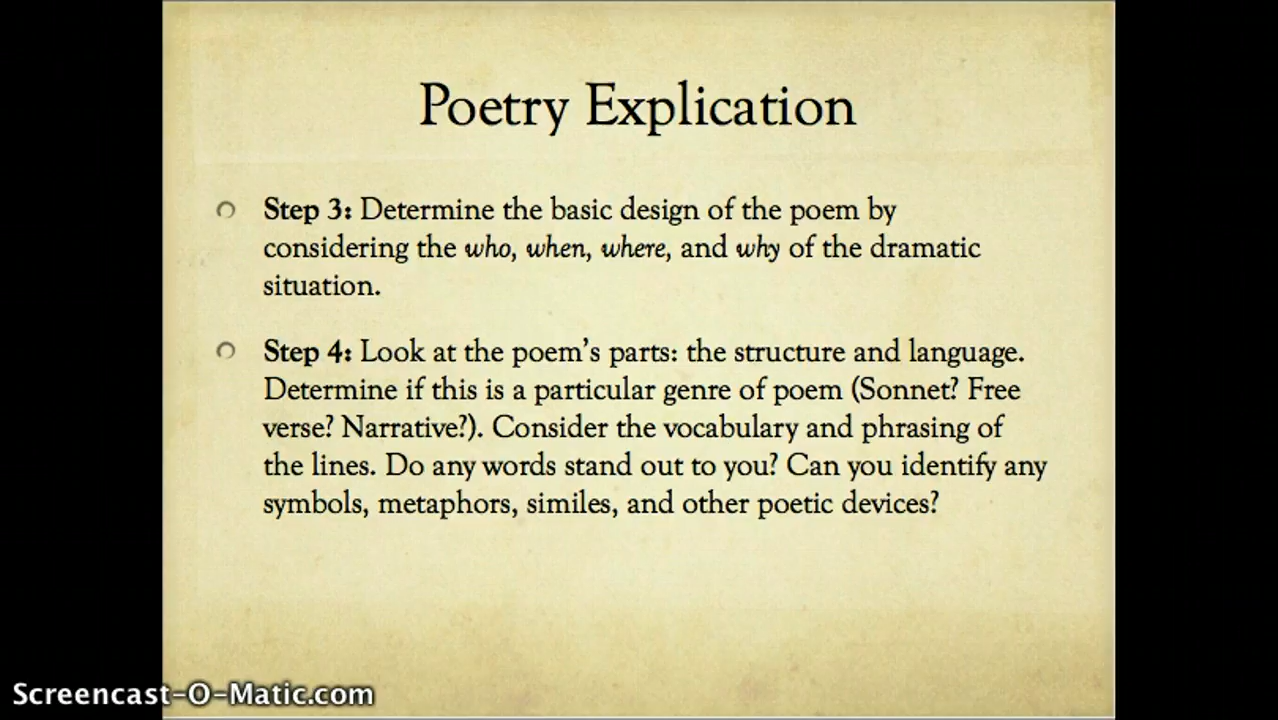 Poetry Explication
Step 3: Determine the basic design of the poem by
considering the who, when, where, and why of the dramatic
situation.
Step 4: Look at the poem’s parts: the structure and language.
Determine if this is a particular genre of poem (Sonnet? Free
verse? Narrative?). Consider the vocabulary and phrasing of
the lines. Do any words stand out to you? Can you identify any
symbols, metaphors, similes, and other poetic devices?
Screencast-O-Matic.com